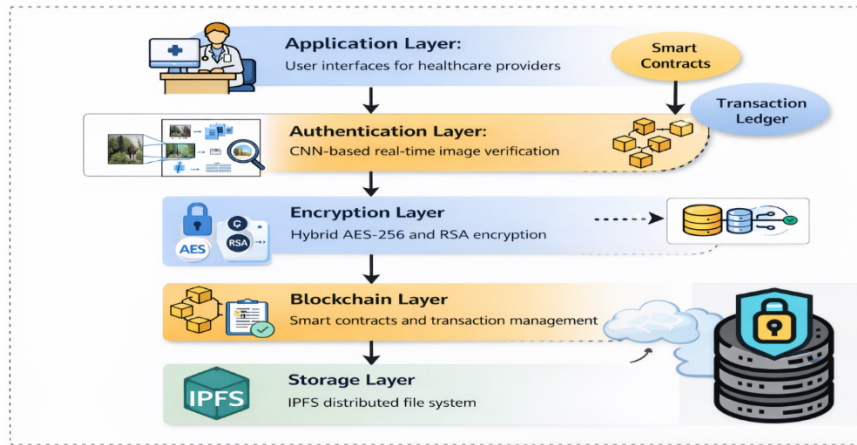 Application Layer:
User interfaces for healthcare providers
Smart
Contracts
Transaction
Ledger
Authentication Layer:
CNN-based real-time image verification
Encryption Layer
Hybrid AES-256 and RSA encryption
AES
RSA
Blockchain Layer
Smart contracts and transaction management
Storage Layer
IPFS distributed file system
IPFS